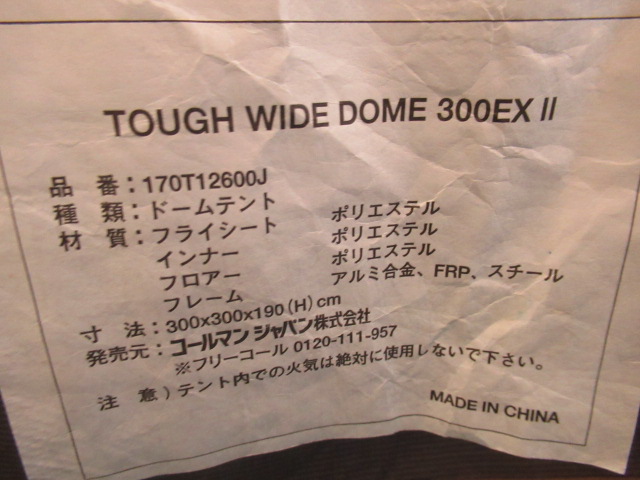 TOUGH WIDE DOME 300EX II
品 番：170T12600J
種 類：ドームテント
材 質：フライシート ポリエステル
インナー ポリエステル
フロアー ポリエステル
フレーム アルミ合金、FRP、スチール
寸 法：300x300x190(H)cm
発売元：コールマン ジャパン株式会社
※フリーコール 0120-111-957
注 意）テント内での火気は絶対に使用しないで下さい。
MADE IN CHINA